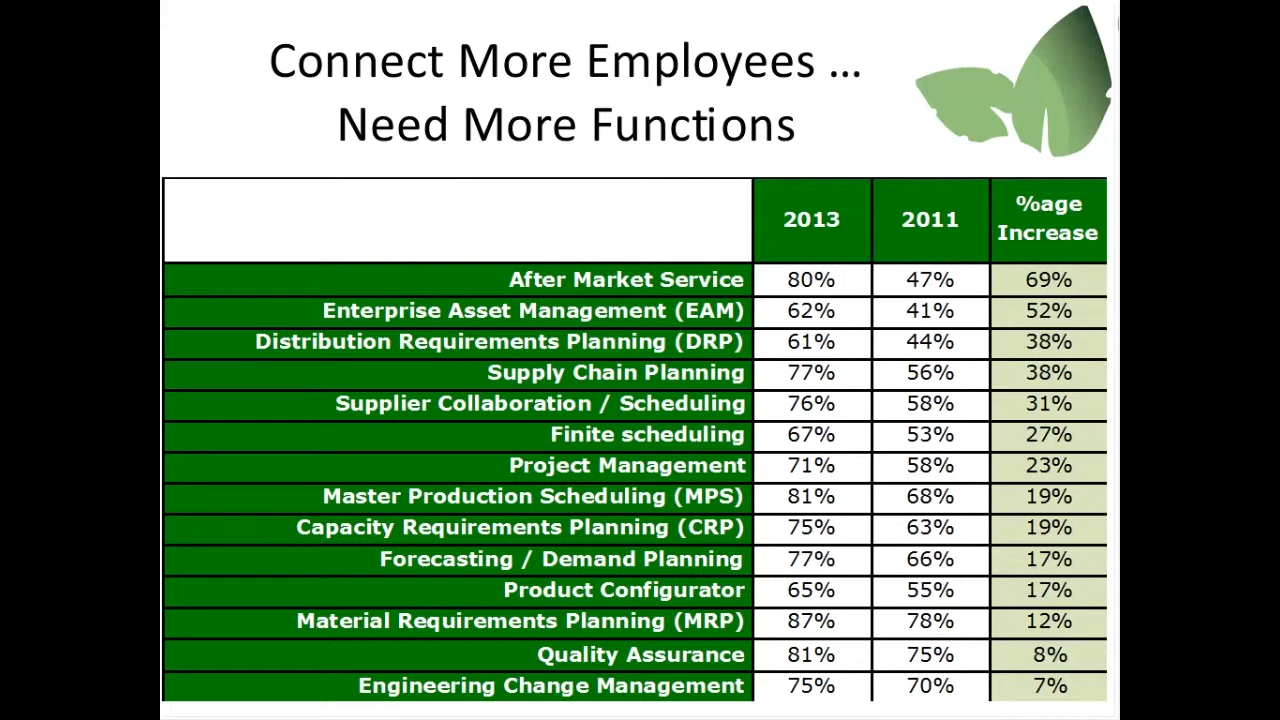 Connect More Employees …
Need More Functions
2013 2011 %age Increase
After Market Service 80% 47% 69%
Enterprise Asset Management (EAM) 62% 41% 52%
Distribution Requirements Planning (DRP) 61% 44% 38%
Supply Chain Planning 77% 56% 38%
Supplier Collaboration / Scheduling 76% 58% 31%
Finite scheduling 67% 53% 27%
Project Management 71% 58% 23%
Master Production Scheduling (MPS) 81% 68% 19%
Capacity Requirements Planning (CRP) 75% 63% 19%
Forecasting / Demand Planning 77% 66% 17%
Product Configurator 65% 55% 17%
Material Requirements Planning (MRP) 87% 78% 12%
Quality Assurance 81% 75% 8%
Engineering Change Management 75% 70% 7%